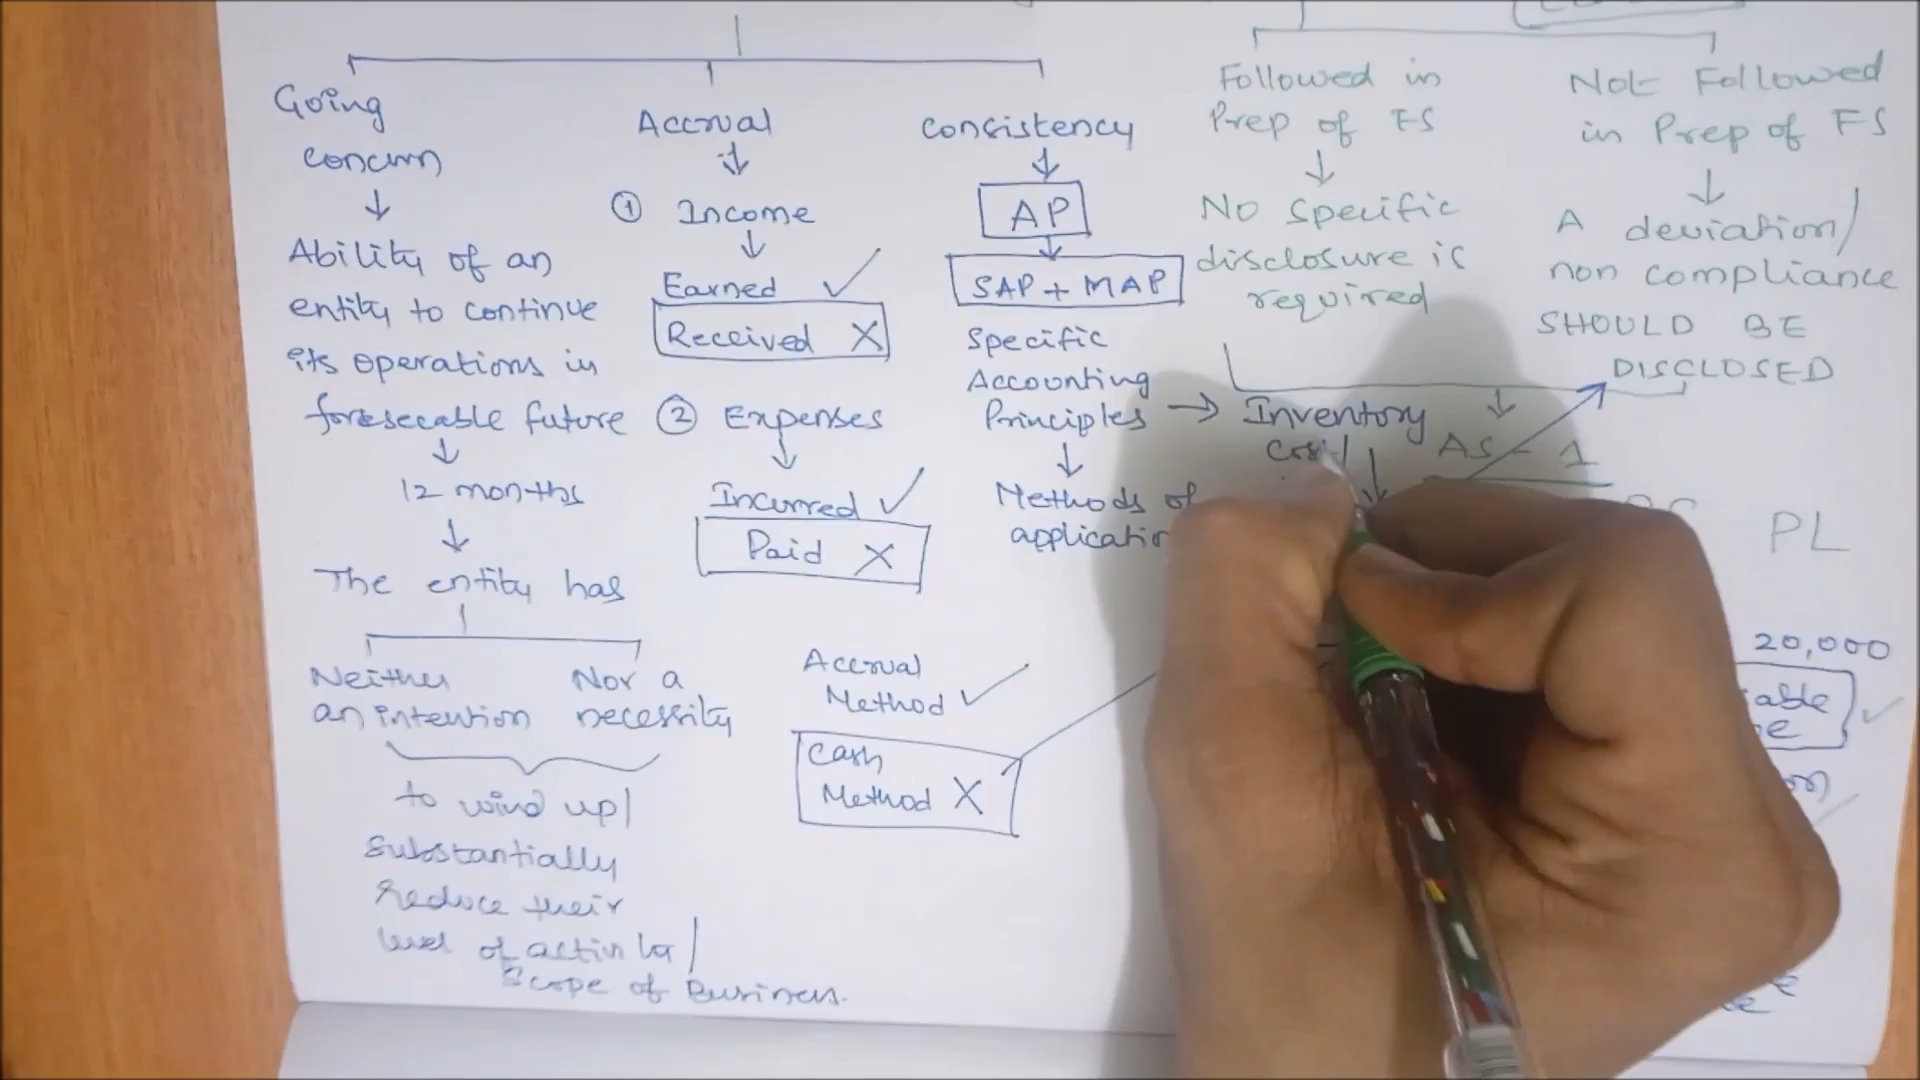 Going
concern
Ability of an
entity to continue
its operations in
foreseeable future
12 months
The entity has
Neither
an intention
Nor a
necessity
to wind up/
substantially
reduce their
level of activity/
Scope of Business.
Accrual
① Income
Earned ✓
Received X
② Expenses
Incurred ✓
Paid X
Accrual
Method ✓
Cash
Method X
Consistency
AP
SAP + MAP
Specific
Accounting
Principles → Inventory
Cost/
Methods of
Followed in
Prep of FS
No specific
disclosure is
required
Not Followed
in Prep of FS
A deviation/
non compliance
SHOULD BE
DISCLOSED
AS - 1
PL
20,000